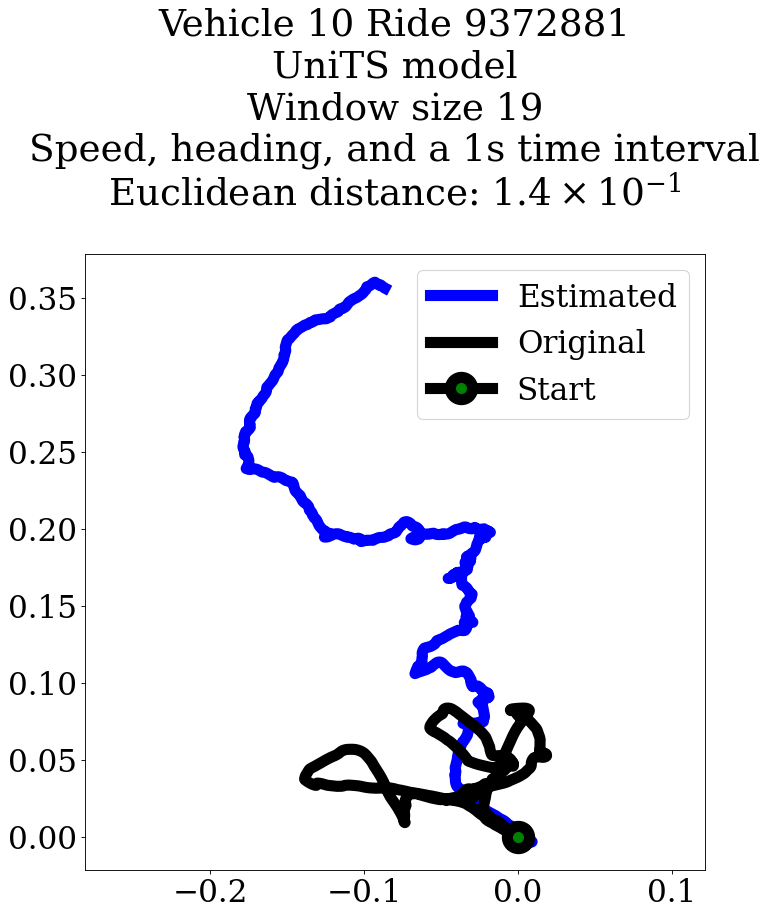 Vehicle 10 Ride 9372881
UniTS model
Window size 19
Speed, heading, and a 1s time interval
Euclidean distance: $1.4 \times 10^{-1}$
Estimated
Original
Start
0.35
0.30
0.25
0.20
0.15
0.10
0.05
0.00
−0.2 −0.1 0.0 0.1